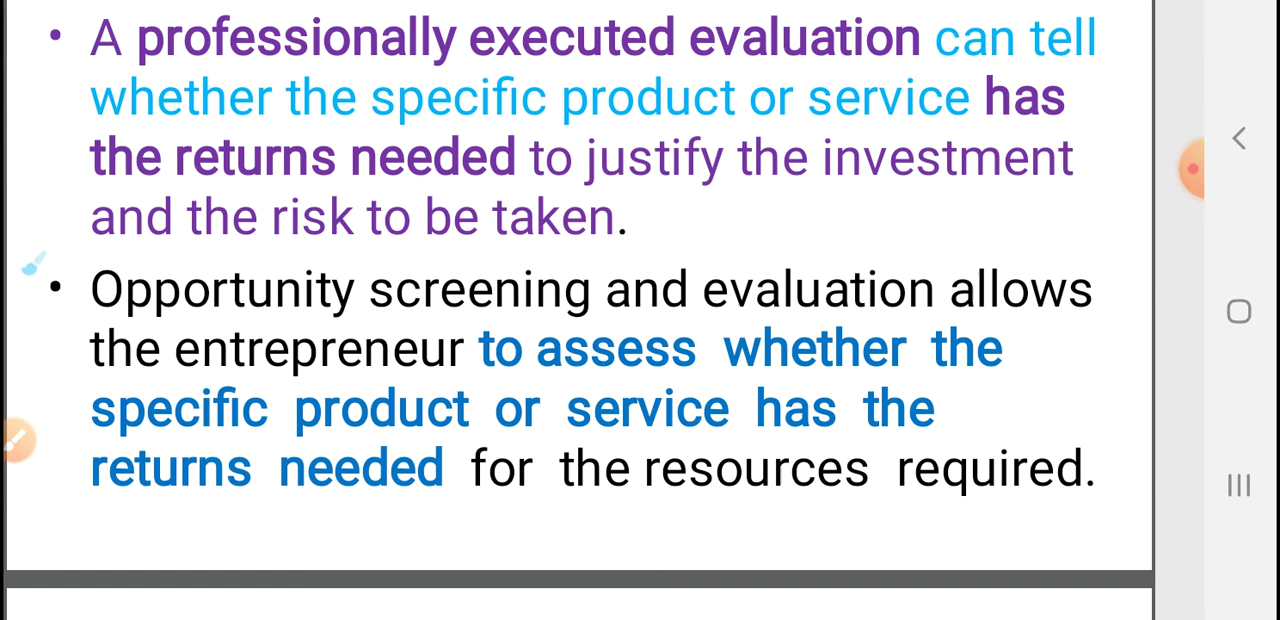 • A professionally executed evaluation can tell
whether the specific product or service has
the returns needed to justify the investment
and the risk to be taken.
• Opportunity screening and evaluation allows
the entrepreneur to assess whether the
specific product or service has the
returns needed for the resources required.